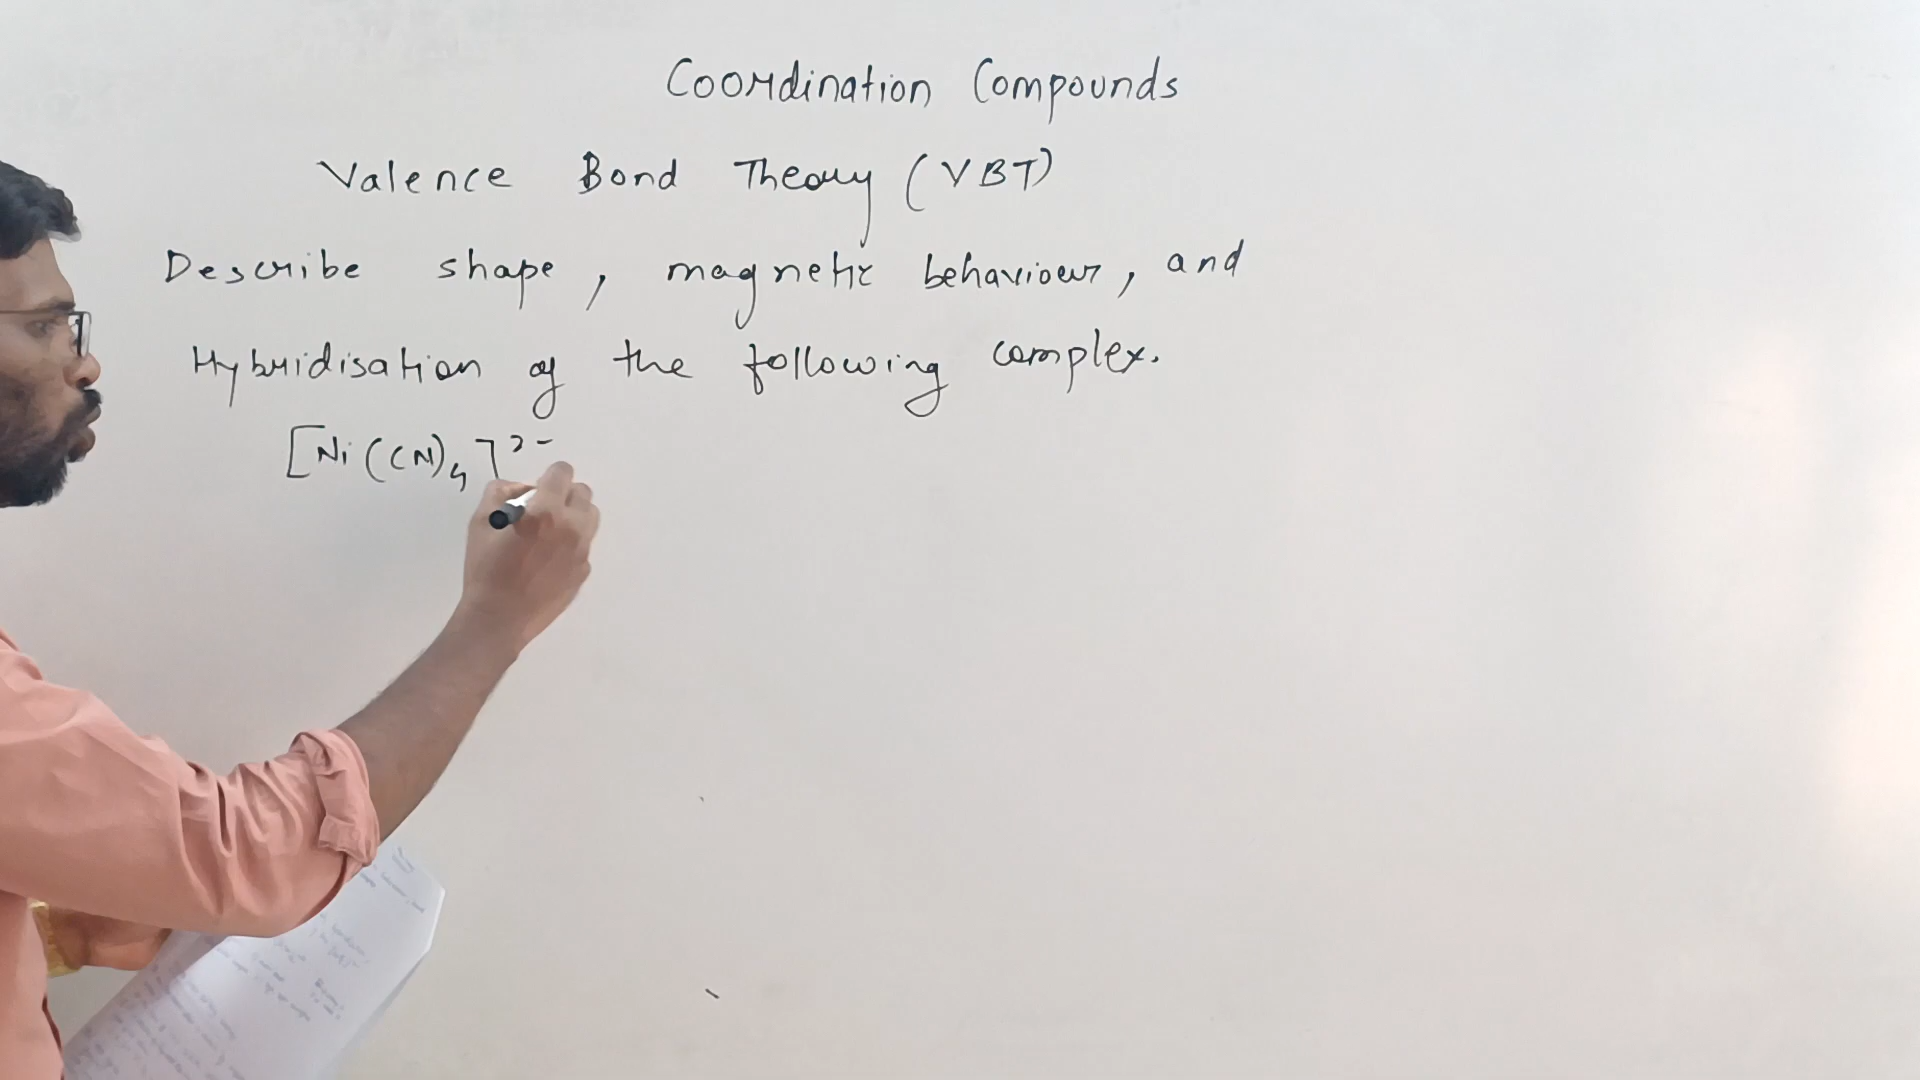 Coordination Compounds
Valence Bond Theory (VBT)
Describe shape, magnetic behaviour, and
Hybridisation of the following complex.
[Ni(CN)4]2-